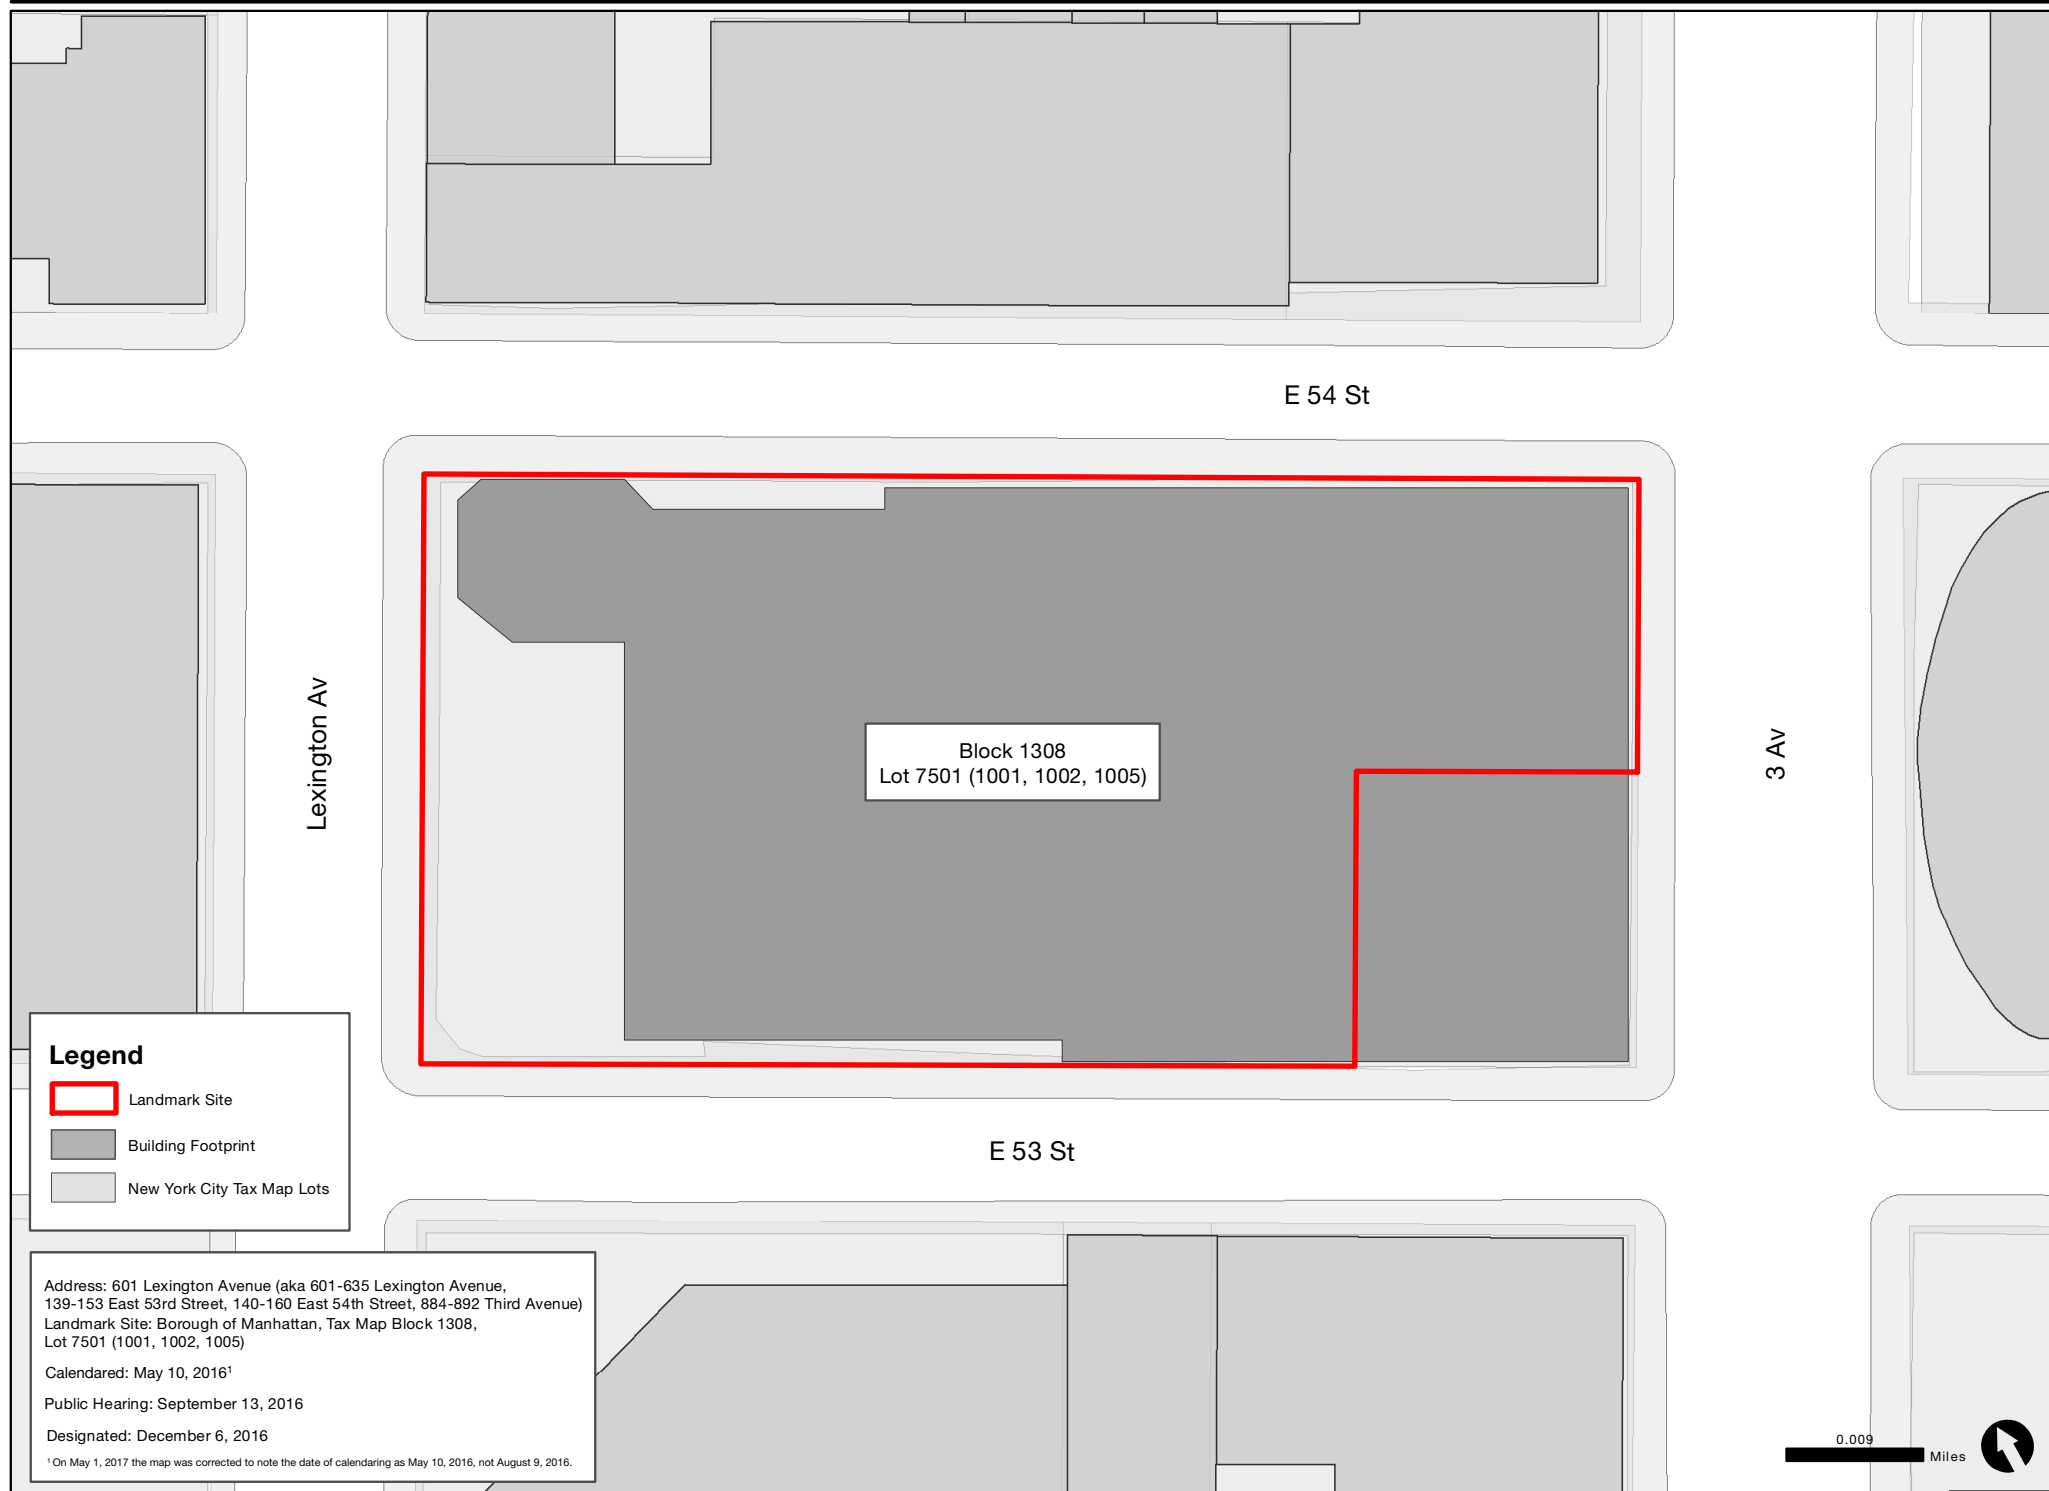 E 54 St
Lexington Av
Block 1308
Lot 7501 (1001, 1002, 1005)
3 Av
E 53 St
Legend
Landmark Site
Building Footprint
New York City Tax Map Lots
Address: 601 Lexington Avenue (aka 601-635 Lexington Avenue,
139-153 East 53rd Street, 140-160 East 54th Street, 884-892 Third Avenue)
Landmark Site: Borough of Manhattan, Tax Map Block 1308,
Lot 7501 (1001, 1002, 1005)
Calendared: May 10, 2016¹
Public Hearing: September 13, 2016
Designated: December 6, 2016
¹ On May 1, 2017 the map was corrected to note the date of calendaring as May 10, 2016, not August 9, 2016.
0.009
Miles